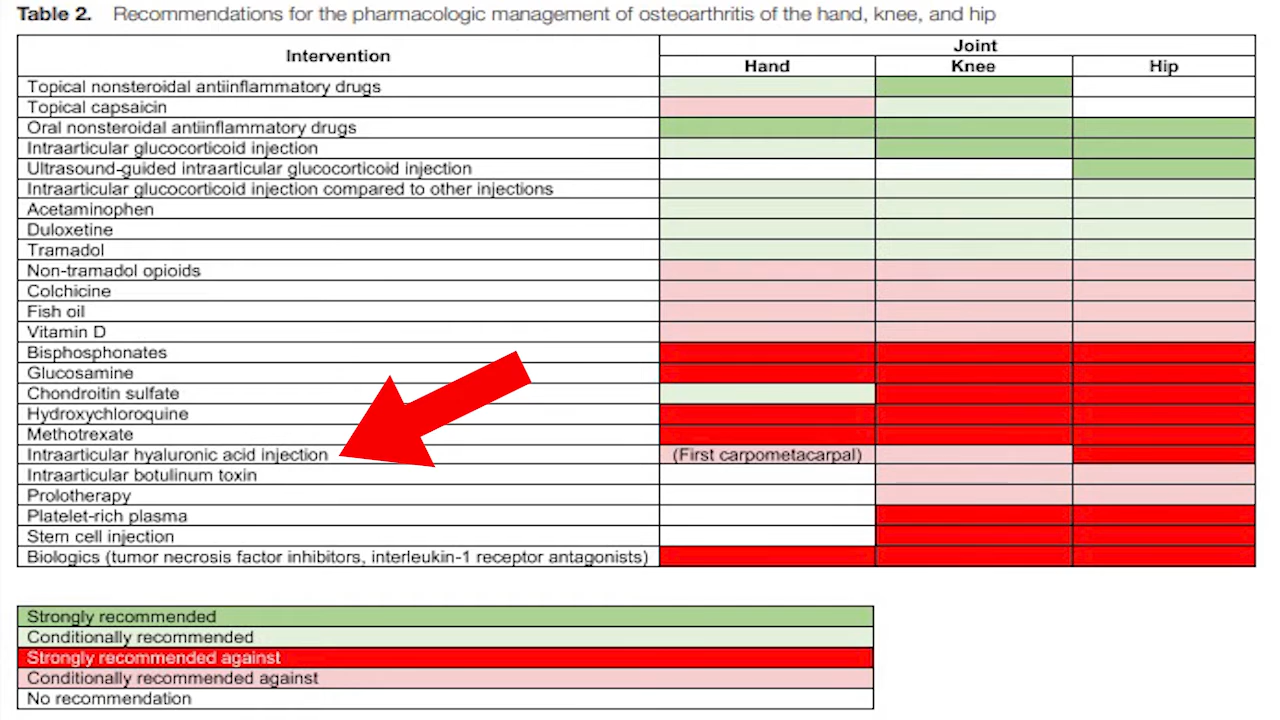 Table 2. Recommendations for the pharmacologic management of osteoarthritis of the hand, knee, and hip
Intervention
Joint
Hand Knee Hip
Topical nonsteroidal antiinflammatory drugs
Topical capsaicin
Oral nonsteroidal antiinflammatory drugs
Intraarticular glucocorticoid injection
Ultrasound-guided intraarticular glucocorticoid injection
Intraarticular glucocorticoid injection compared to other injections
Acetaminophen
Duloxetine
Tramadol
Non-tramadol opioids
Colchicine
Fish oil
Vitamin D
Bisphosphonates
Glucosamine
Chondroitin sulfate
Hydroxychloroquine
Methotrexate
Intraarticular hyaluronic acid injection (First carpometacarpal)
Intraarticular botulinum toxin
Prolotherapy
Platelet-rich plasma
Stem cell injection
Biologics (tumor necrosis factor inhibitors, interleukin-1 receptor antagonists)
Strongly recommended
Conditionally recommended
Strongly recommended against
Conditionally recommended against
No recommendation